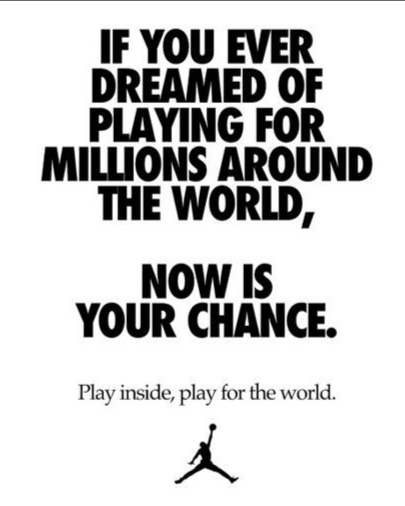 IF YOU EVER
DREAMED OF
PLAYING FOR
MILLIONS AROUND
THE WORLD,
NOW IS
YOUR CHANCE.
Play inside, play for the world.